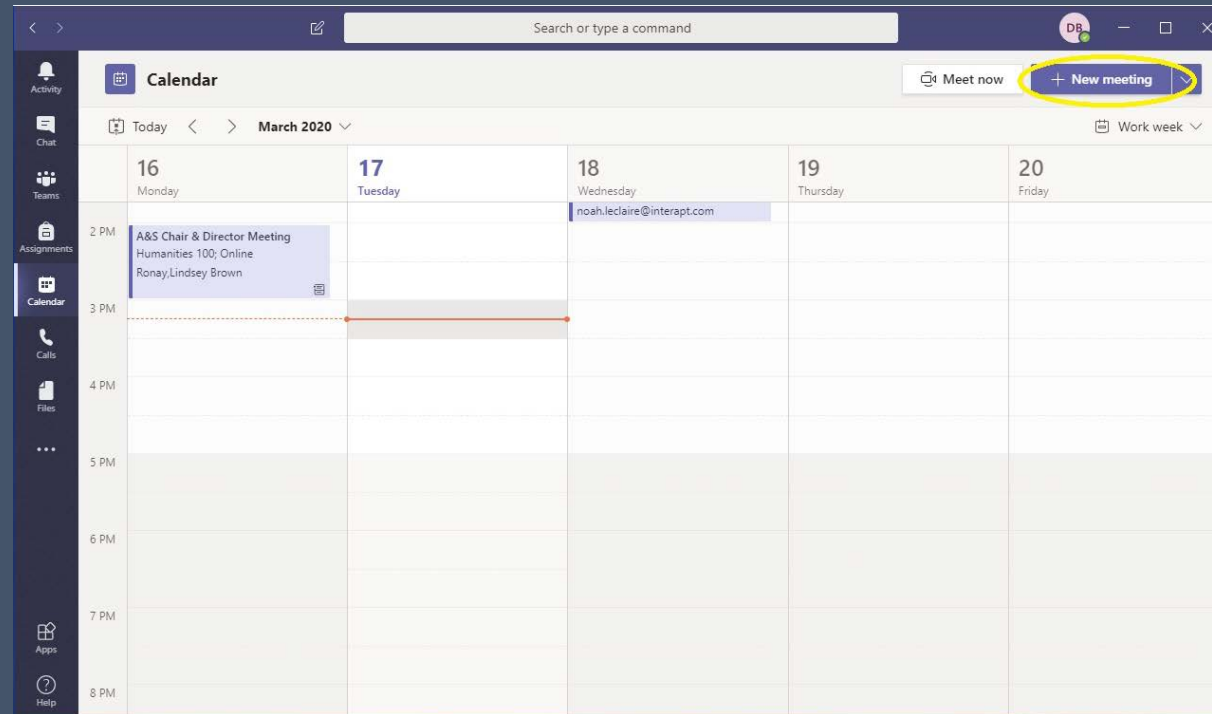 Search or type a command
DB
Activity
Chat
Teams
Assignments
Calendar
Calls
Files
Apps
Help
Calendar
Meet now
+ New meeting
Today
March 2020
Work week
16
Monday
17
Tuesday
18
Wednesday
19
Thursday
20
Friday
noah.leclaire@interapt.com
2 PM
A&S Chair & Director Meeting
Humanities 100; Online
Ronay,Lindsey Brown
3 PM
4 PM
5 PM
6 PM
7 PM
8 PM